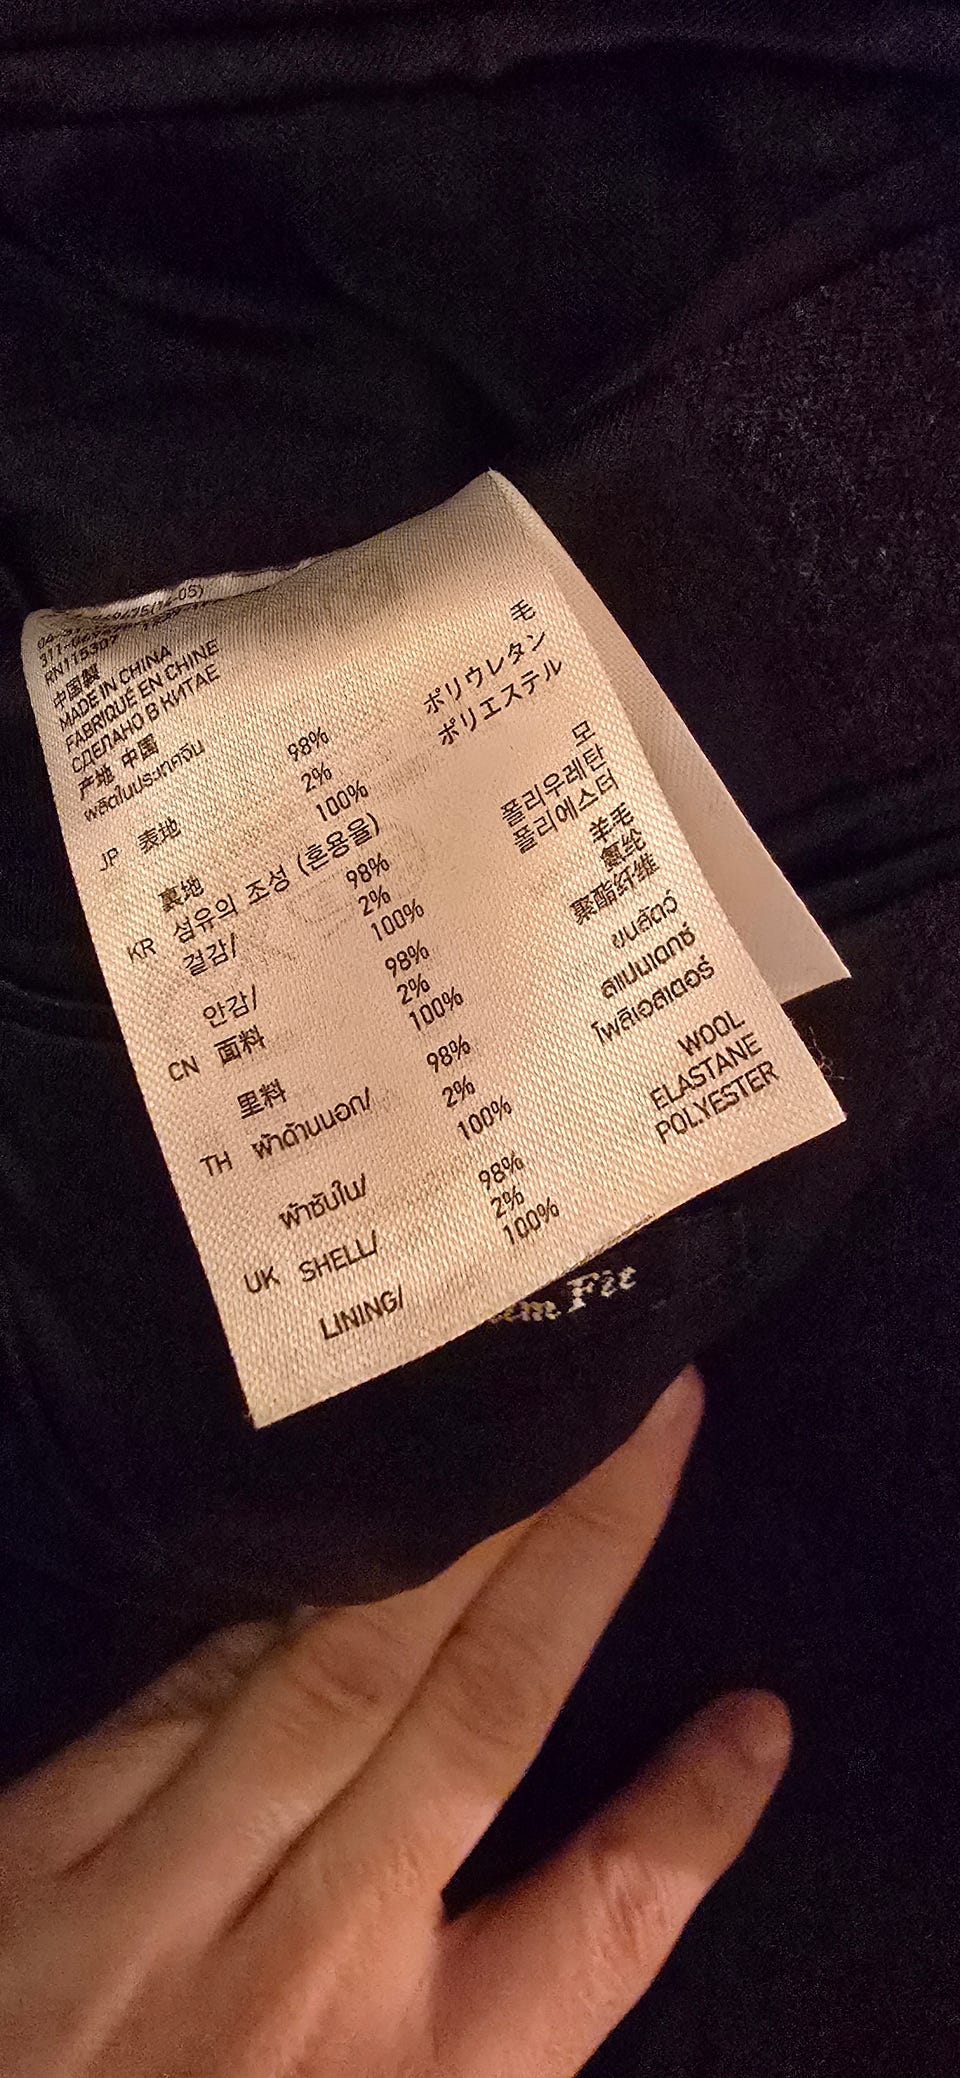 RN115307
中国製
MADE IN CHINA
FABRIQUÉ EN CHINE
СДЕЛАНО В КИТАЕ
产地 中国
ผลิตในประเทศจีน
JP 表地 98% 毛
2% ポリウレタン
裏地 100% ポリエステル
KR 섬유의 조성 (혼용율)
겉감/ 98% 모
2% 폴리우레탄
안감/ 100% 폴리에스터
CN 面料 98% 羊毛
2% 氨纶
里料 100% 聚酯纤维
TH ผ้าด้านนอก/ 98% ขนสัตว์
2% สแปนเดกซ์
ผ้าซับใน/ 100% โพลีเอสเตอร์
UK SHELL/ 98% WOOL
2% ELASTANE
LINING/ 100% POLYESTER
Fit